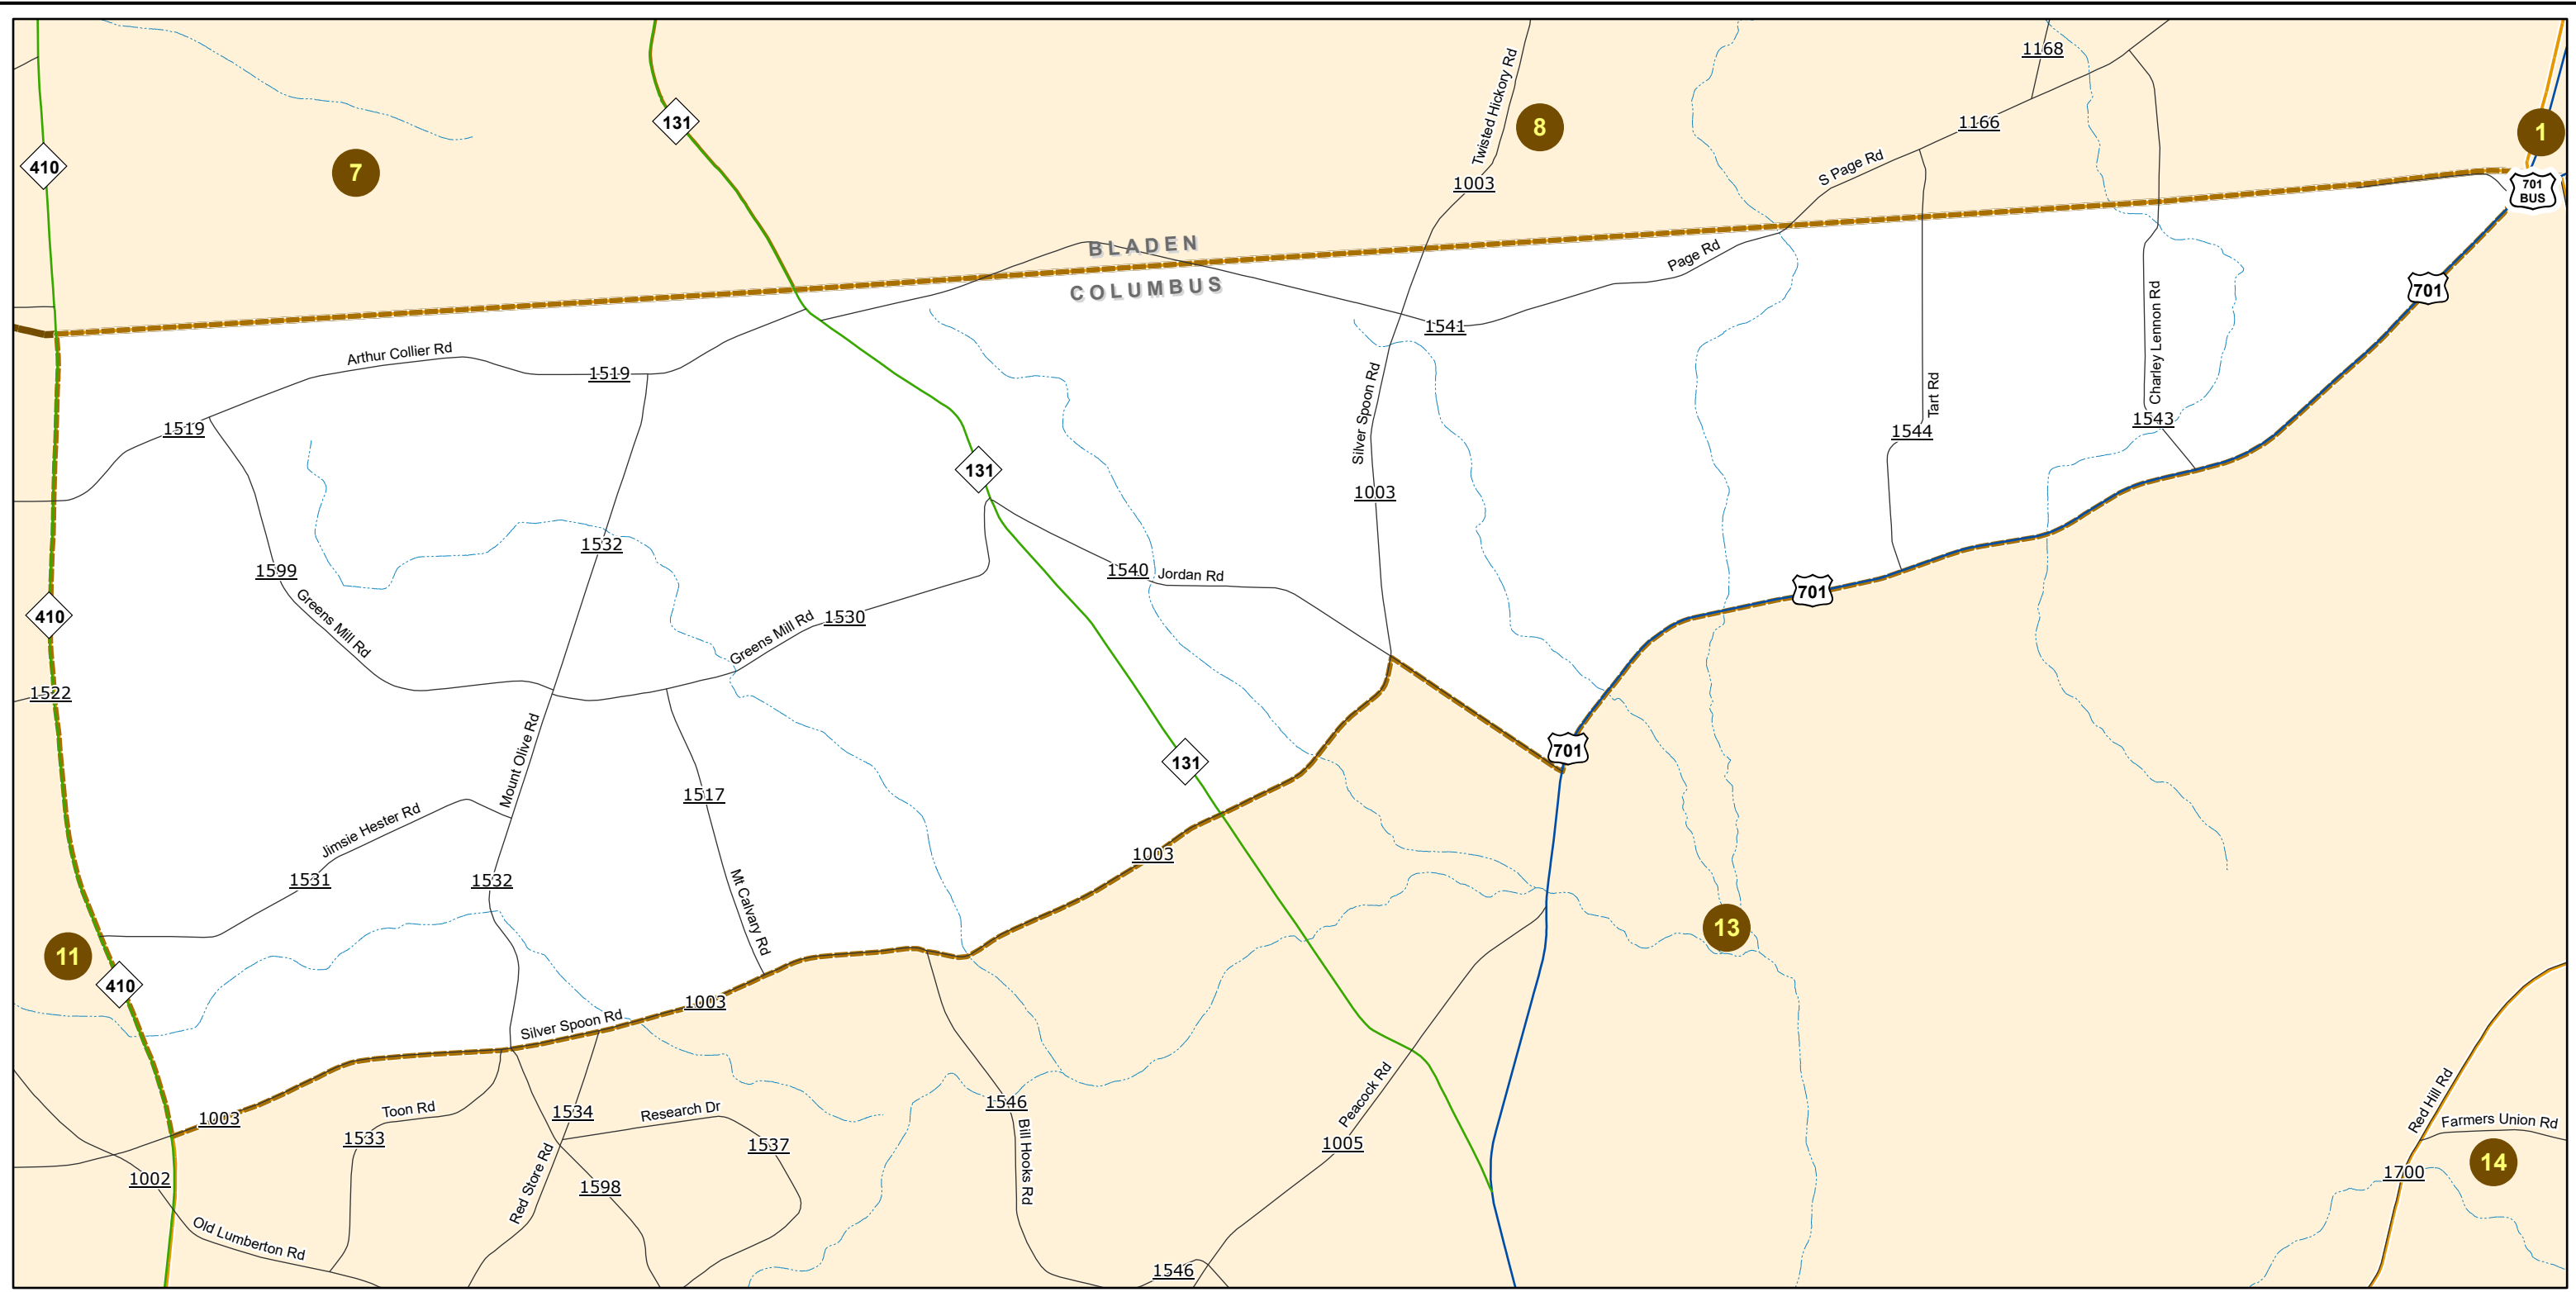 1168
Twisted Hickory Rd
131
8
1166
1
410
7
S Page Rd
1003
701
BUS
BLADEN
Page Rd
COLUMBUS
701
1541
Charley Lennon Rd
Arthur Collier Rd
1519
Silver Spoon Rd
Tart Rd
1519
1543
1544
131
1003
1532
1599
1540
Jordan Rd
701
410
Greens Mill Rd
1530
Greens Mill Rd
1522
Mount Olive Rd
701
131
1517
Jimsie Hester Rd
1003
1531
1532
Mt Calvary Rd
13
11
410
1003
Silver Spoon Rd
Peacock Rd
Red Hill Rd
1546
Toon Rd
1534
Research Dr
1003
Farmers Union Rd
1533
1537
1005
Bill Hooks Rd
14
1002
1700
Red Store Rd
1598
Old Lumberton Rd
1546